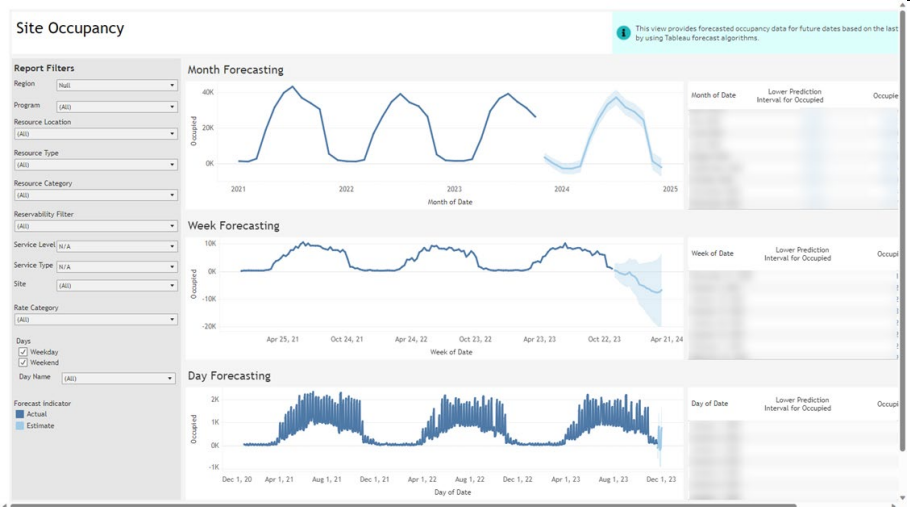 Site Occupancy
This view provides forecasted occupancy data for future dates based on the last
by using Tableau forecast algorithms.
Report Filters
Region
Null
Program
(All)
Resource Location
(All)
Resource Type
(All)
Resource Category
(All)
Reservability Filter
(All)
Service Level
N/A
Service Type
N/A
Site
(All)
Rate Category
(All)
Days
Weekday
Weekend
Day Name
(All)
Forecast Indicator
Actual
Estimate
Month Forecasting
Occupied
40K
20K
0K
2021 2022 2023 2024 2025
Month of Date
Month of Date
Lower Prediction
Interval for Occupied
Occupie
Week Forecasting
Occupied
10K
0K
-10K
-20K
Apr 25, 21 Oct 24, 21 Apr 24, 22 Oct 23, 22 Apr 23, 23 Oct 22, 23 Apr 21, 24
Week of Date
Week of Date
Lower Prediction
Interval for Occupied
Occupi
Day Forecasting
Occupied
2K
1K
0K
-1K
Dec 1, 20 Apr 1, 21 Aug 1, 21 Dec 1, 21 Apr 1, 22 Aug 1, 22 Dec 1, 22 Apr 1, 23 Aug 1, 23 Dec 1, 23
Day of Date
Day of Date
Lower Prediction
Interval for Occupied
Occupi